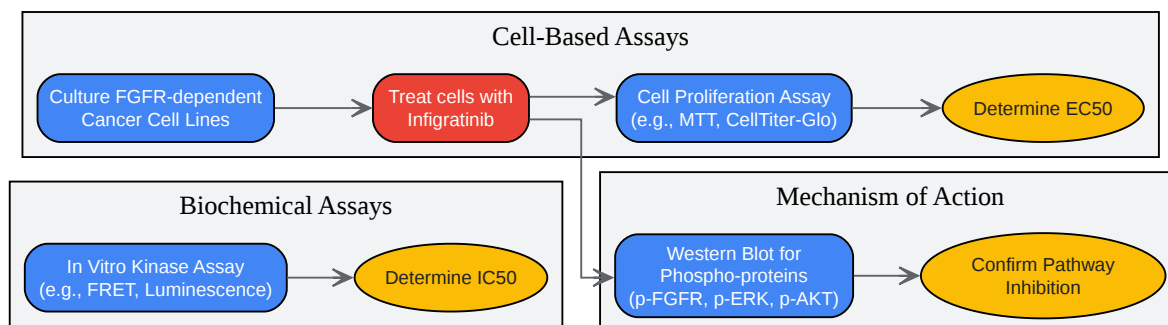 Cell-Based Assays
Culture FGFR-dependent
Cancer Cell Lines
Treat cells with
Infigratinib
Cell Proliferation Assay
(e.g., MTT, CellTiter-Glo)
Determine EC50
Biochemical Assays
In Vitro Kinase Assay
(e.g., FRET, Luminescence)
Determine IC50
Mechanism of Action
Western Blot for
Phospho-proteins
(p-FGFR, p-ERK, p-AKT)
Confirm Pathway
Inhibition